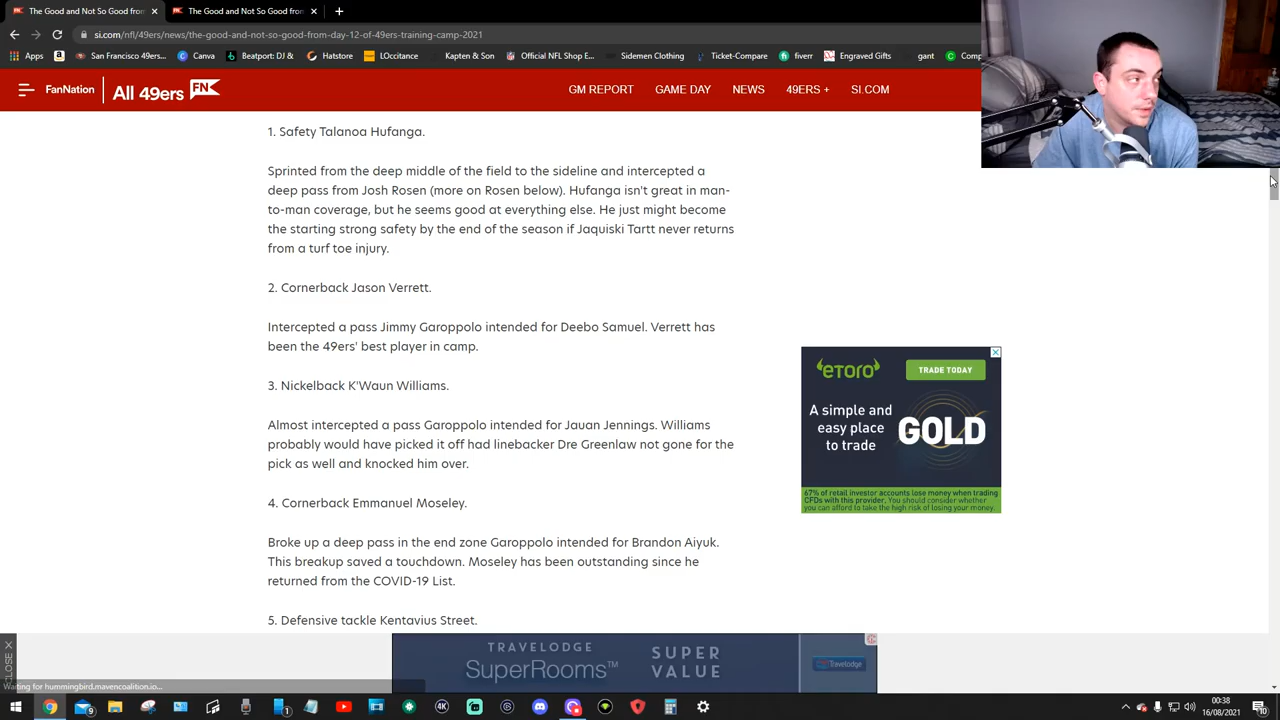 The Good and Not So Good from
The Good and Not So Good from
si.com/nfl/49ers/news/the-good-and-not-so-good-from-day-12-of-49ers-training-camp-2021
Apps
San Francisco 49ers...
Canva
Beatport: DJ &
Hatstore
LOccitance
Kapten & Son
Official NFL Shop E...
Sidemen Clothing
Ticket-Compare
fiverr
Engraved Gifts
gant
Comp
FanNation
All 49ers FN
GM REPORT
GAME DAY
NEWS
49ERS +
SI.COM
1. Safety Talanoa Hufanga.
Sprinted from the deep middle of the field to the sideline and intercepted a
deep pass from Josh Rosen (more on Rosen below). Hufanga isn't great in man-
to-man coverage, but he seems good at everything else. He just might become
the starting strong safety by the end of the season if Jaquiski Tartt never returns
from a turf toe injury.
2. Cornerback Jason Verrett.
Intercepted a pass Jimmy Garoppolo intended for Deebo Samuel. Verrett has
been the 49ers' best player in camp.
3. Nickelback K'Waun Williams.
Almost intercepted a pass Garoppolo intended for Jauan Jennings. Williams
probably would have picked it off had linebacker Dre Greenlaw not gone for the
pick as well and knocked him over.
4. Cornerback Emmanuel Moseley.
Broke up a deep pass in the end zone Garoppolo intended for Brandon Aiyuk.
This breakup saved a touchdown. Moseley has been outstanding since he
returned from the COVID-19 List.
5. Defensive tackle Kentavius Street.
eToro
TRADE TODAY
A simple and
easy place
to trade
GOLD
67% of retail investor accounts lose money when trading
CFDs with this provider. You should consider whether
you can afford to take the high risk of losing your money.
CLOSE X
TRAVELODGE
SuperRooms™
SUPER
VALUE
Travelodge
Waiting for hummingbird.mavencoalition.io...
00:38
16/08/2021